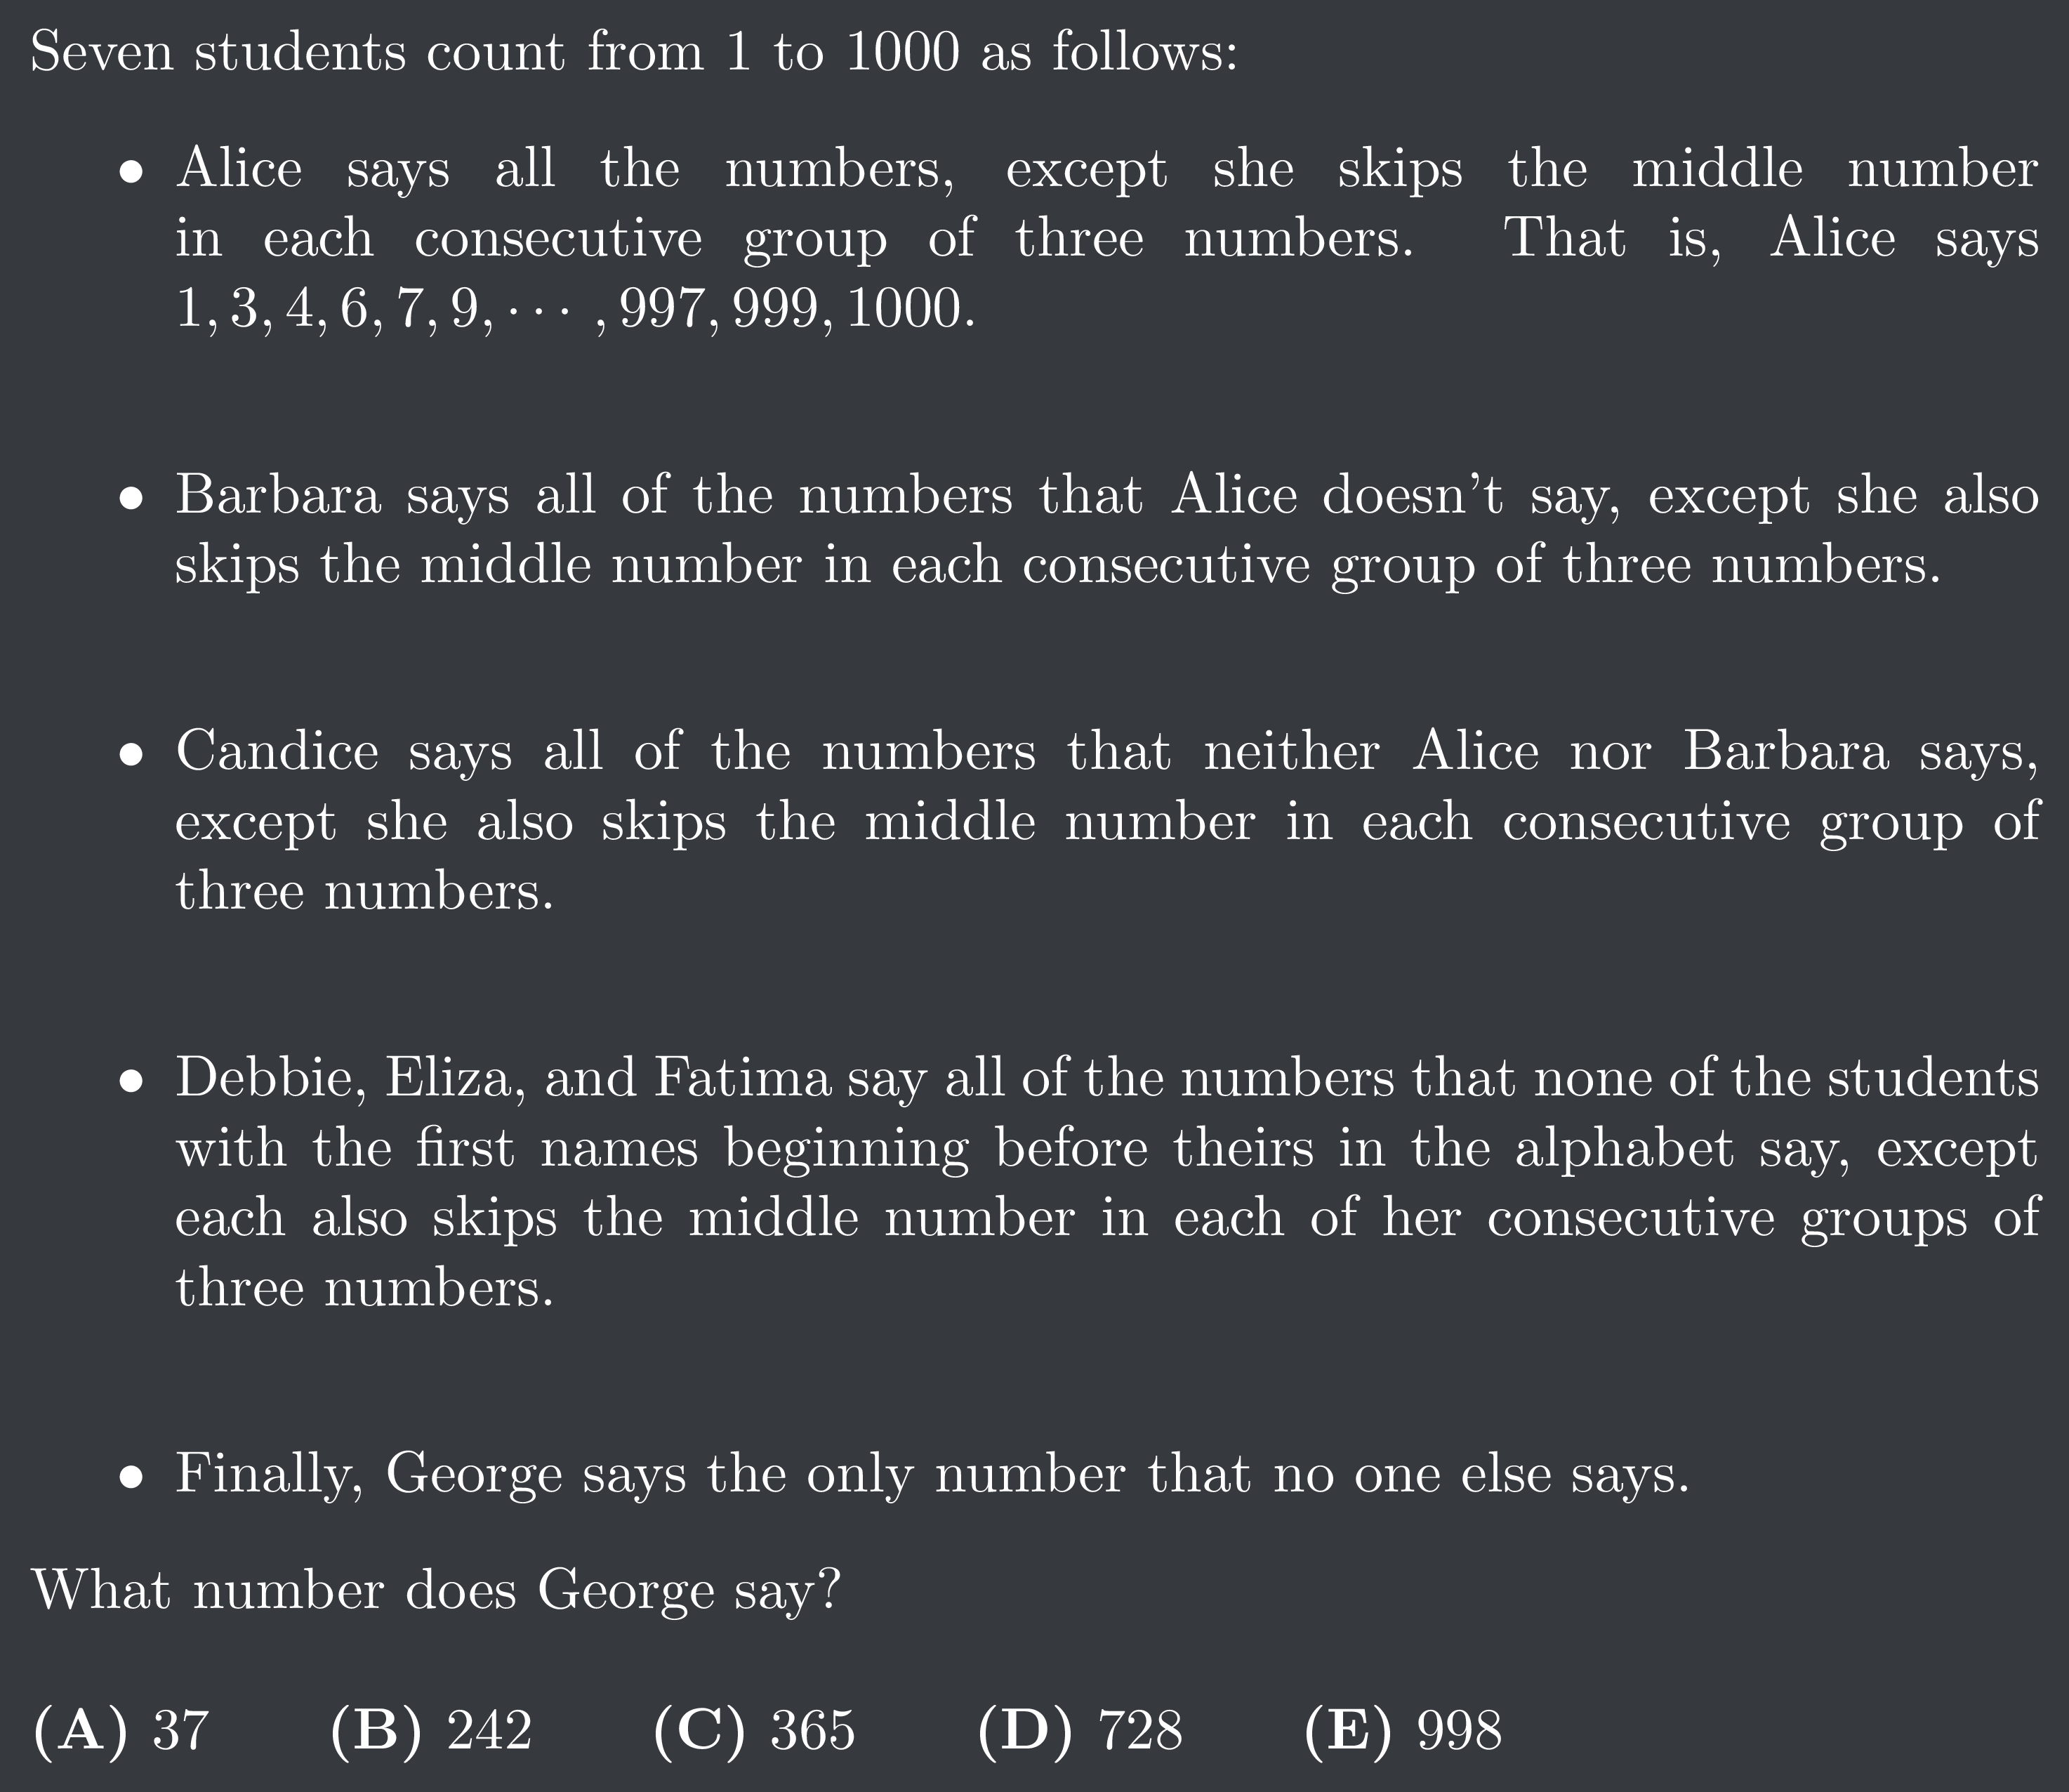 Seven students count from 1 to 1000 as follows:
• Alice says all the numbers, except she skips the middle number
in each consecutive group of three numbers. That is, Alice says
1, 3, 4, 6, 7, 9, · · · , 997, 999, 1000.
• Barbara says all of the numbers that Alice doesn't say, except she also
skips the middle number in each consecutive group of three numbers.
• Candice says all of the numbers that neither Alice nor Barbara says,
except she also skips the middle number in each consecutive group of
three numbers.
• Debbie, Eliza, and Fatima say all of the numbers that none of the students
with the first names beginning before theirs in the alphabet say, except
each also skips the middle number in each of her consecutive groups of
three numbers.
• Finally, George says the only number that no one else says.
What number does George say?
(A) 37 (B) 242 (C) 365 (D) 728 (E) 998